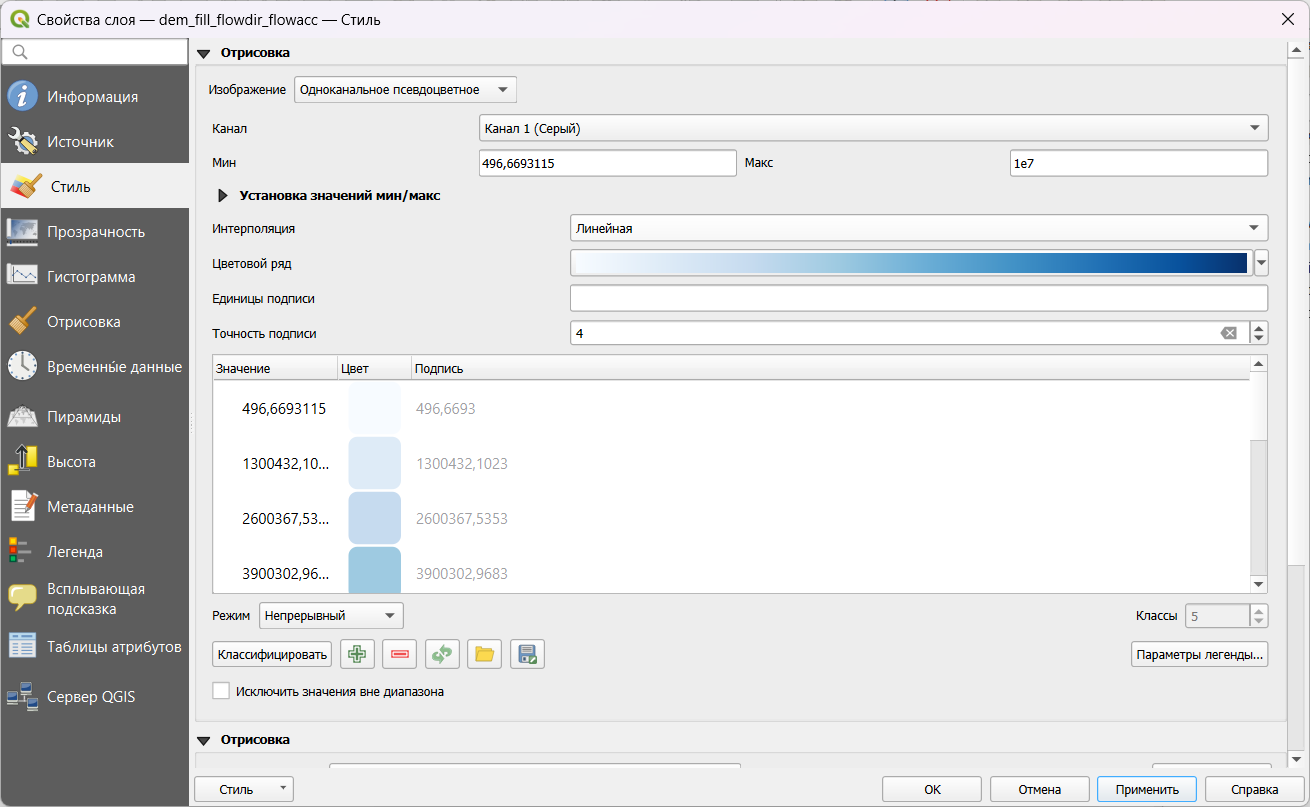 Свойства слоя — dem_fill_flowdir_flowacc — Стиль
Информация
Источник
Стиль
Прозрачность
Гистограмма
Отрисовка
Временны́е данные
Пирамиды
Высота
Метаданные
Легенда
Всплывающая
подсказка
Таблицы атрибутов
Сервер QGIS
Отрисовка
Изображение Одноканальное псевдоцветное
Канал Канал 1 (Серый)
Мин 496,6693115 Макс 1e7
Установка значений мин/макс
Интерполяция Линейная
Цветовой ряд
Единицы подписи
Точность подписи 4
Значение Цвет Подпись
496,6693115 496,6693
1300432,10... 1300432,1023
2600367,53... 2600367,5353
3900302,96... 3900302,9683
Режим Непрерывный Классы 5
Классифицировать Параметры легенды...
Исключить значения вне диапазона
Отрисовка
Стиль OK Отмена Применить Справка